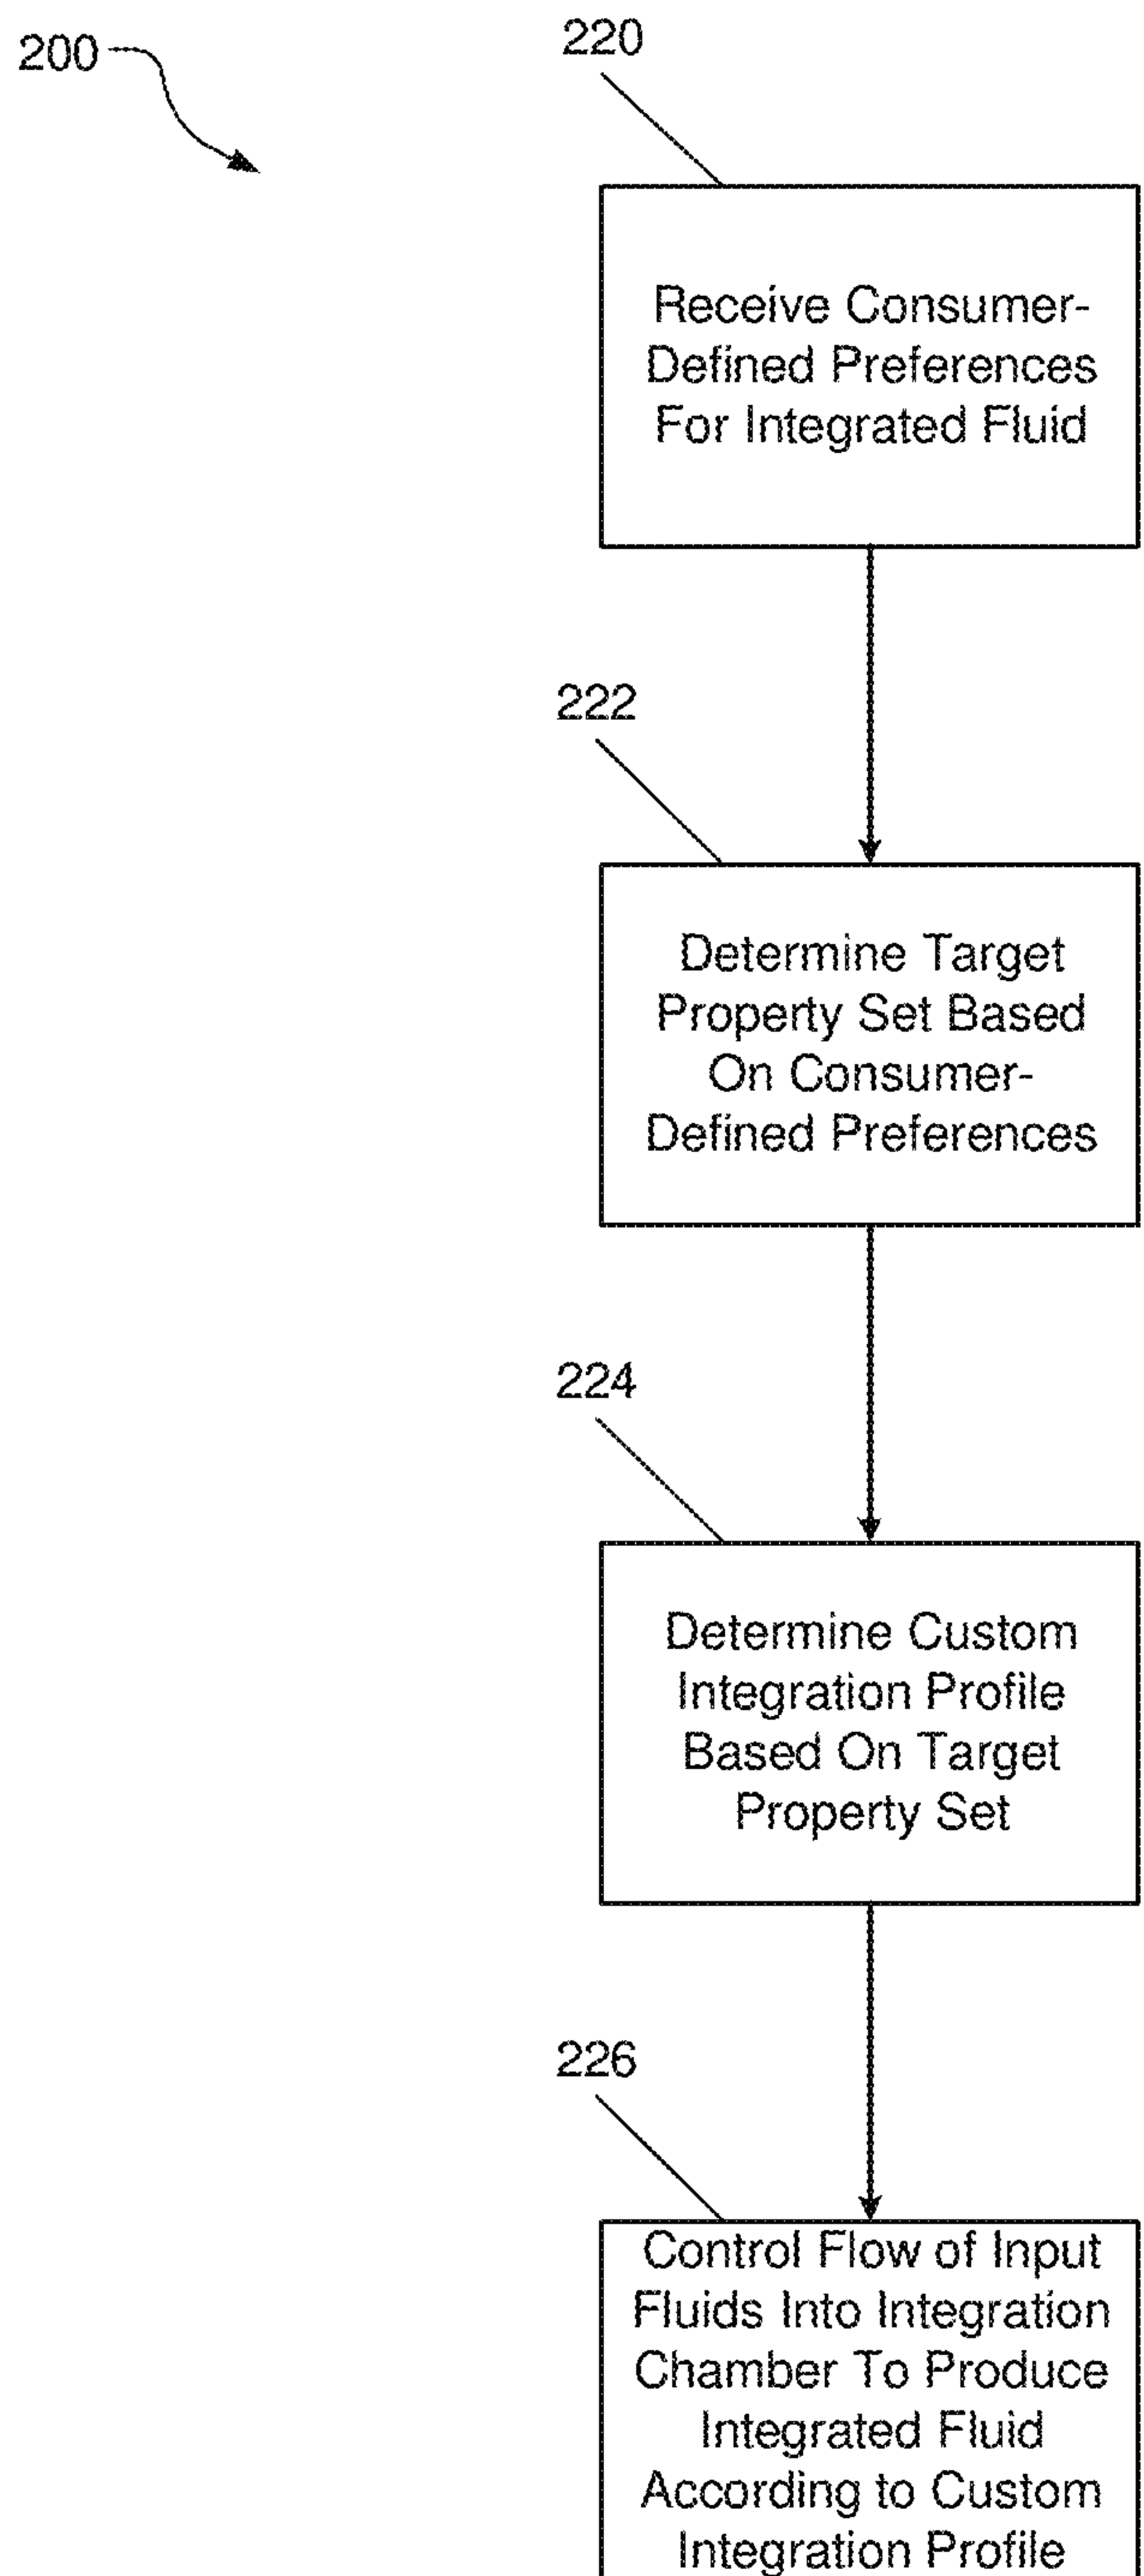 200
220
Receive Consumer-
Defined Preferences
For Integrated Fluid
222
Determine Target
Property Set Based
On Consumer-
Defined Preferences
224
Determine Custom
Integration Profile
Based On Target
Property Set
226
Control Flow of Input
Fluids Into Integration
Chamber To Produce
Integrated Fluid
According to Custom
Integration Profile